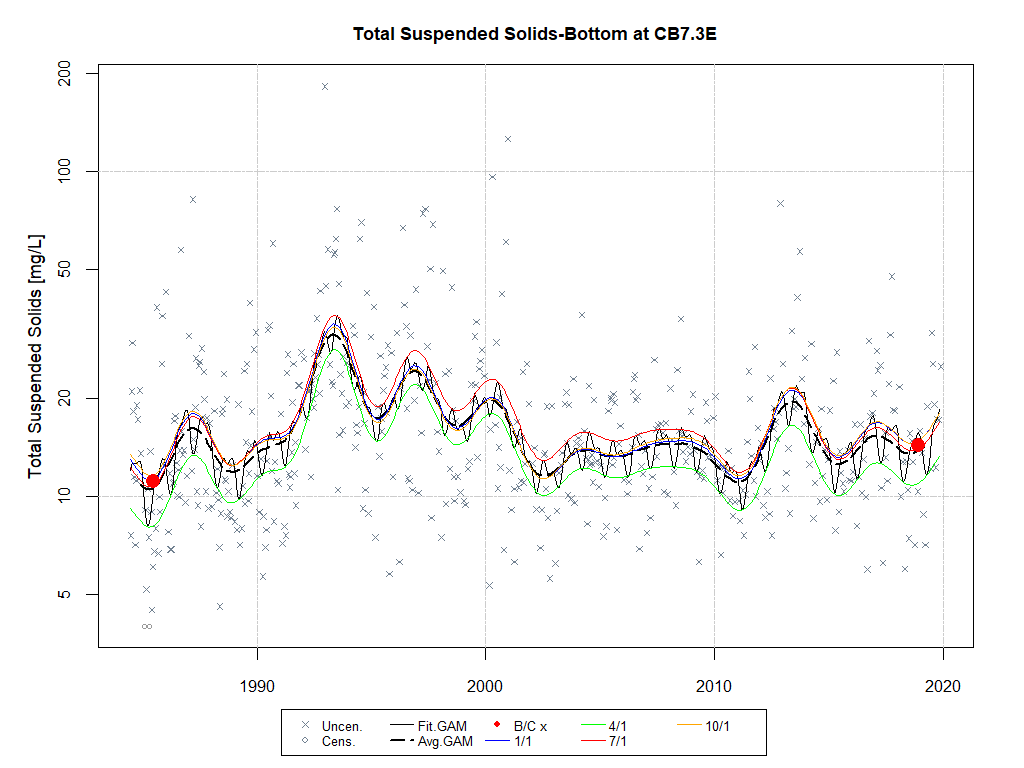 Total Suspended Solids-Bottom at CB7.3E
Total Suspended Solids [mg/L]
200
100
50
20
10
5
1990 2000 2010 2020
Uncen. Fit.GAM B/C x 4/1 10/1
Cens. Avg.GAM 1/1 7/1